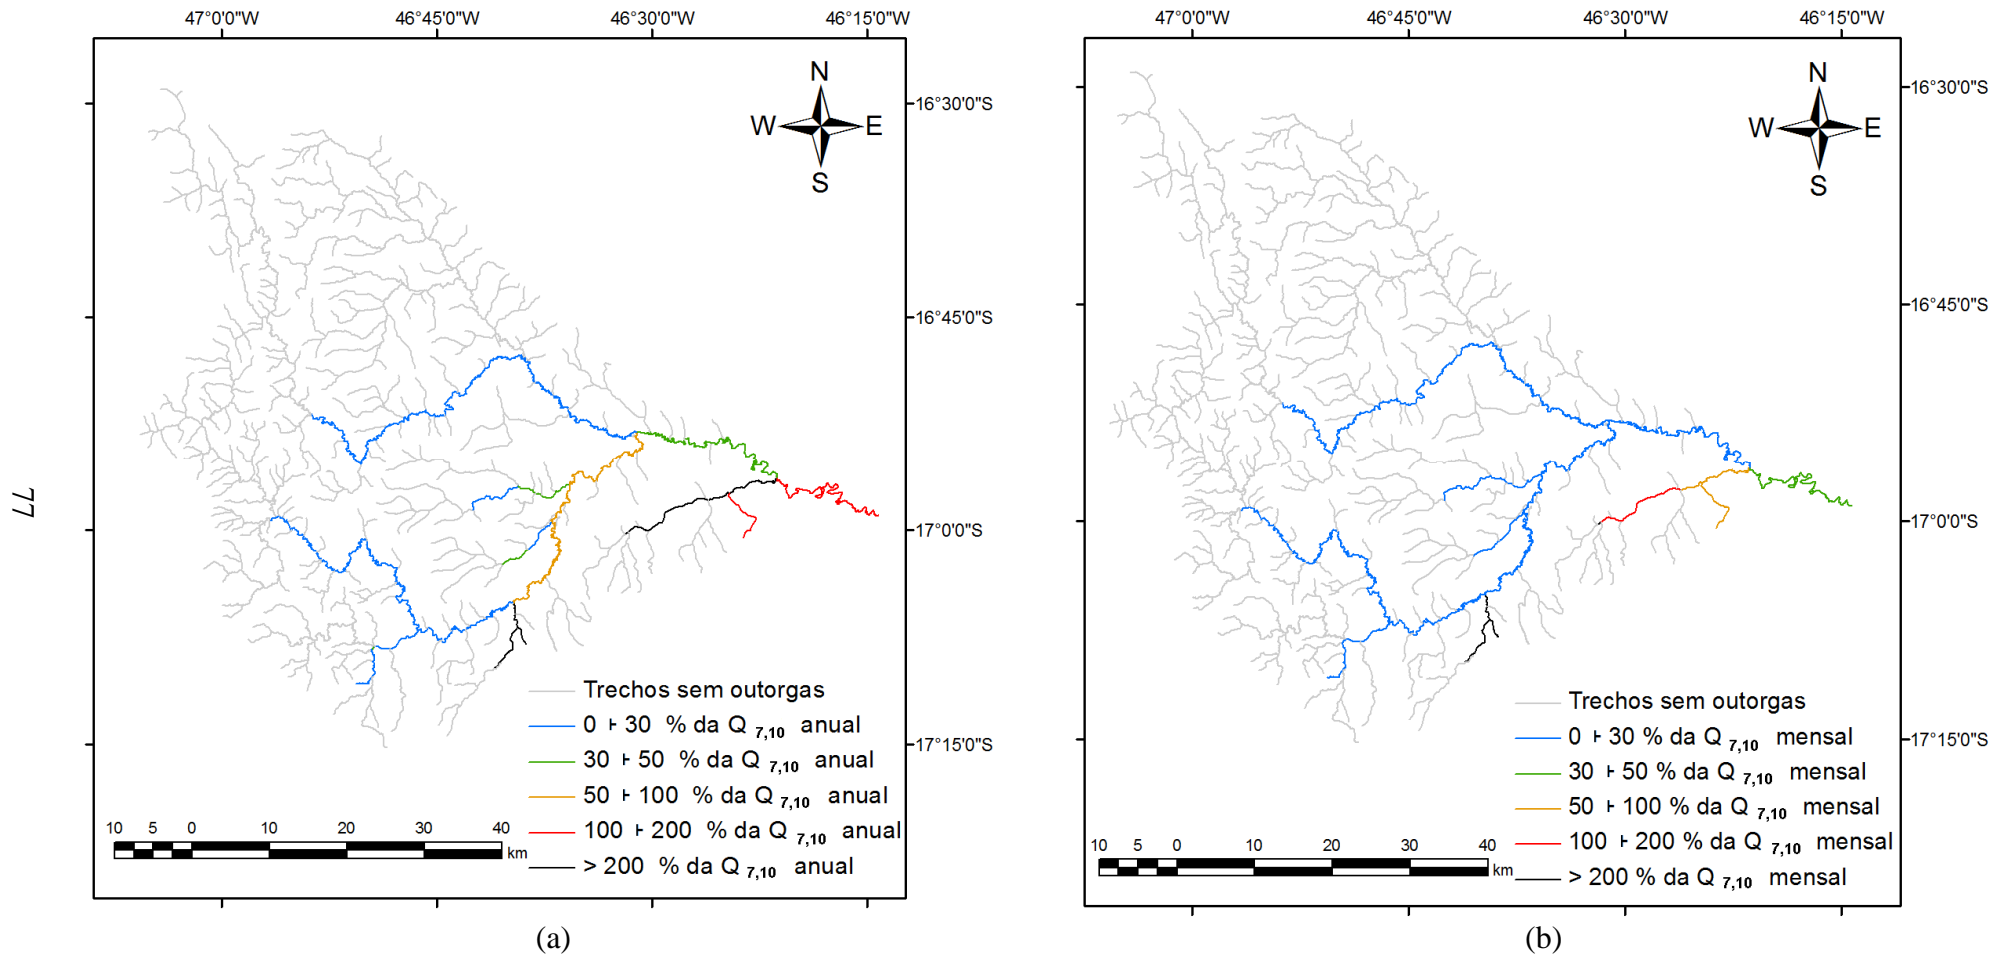 47°0'0"W 46°45'0"W 46°30'0"W 46°15'0"W
N
W E
S
16°30'0"S
16°45'0"S
17°0'0"S
17°15'0"S
77
Trechos sem outorgas
0 ⊦ 30 % da Q 7,10 anual
30 ⊦ 50 % da Q 7,10 anual
50 ⊦ 100 % da Q 7,10 anual
100 ⊦ 200 % da Q 7,10 anual
> 200 % da Q 7,10 anual
10 5 0 10 20 30 40
km
(a)
47°0'0"W 46°45'0"W 46°30'0"W 46°15'0"W
N
W E
S
16°30'0"S
16°45'0"S
17°0'0"S
17°15'0"S
Trechos sem outorgas
0 ⊦ 30 % da Q 7,10 mensal
30 ⊦ 50 % da Q 7,10 mensal
50 ⊦ 100 % da Q 7,10 mensal
100 ⊦ 200 % da Q 7,10 mensal
> 200 % da Q 7,10 mensal
10 5 0 10 20 30 40
km
(b)